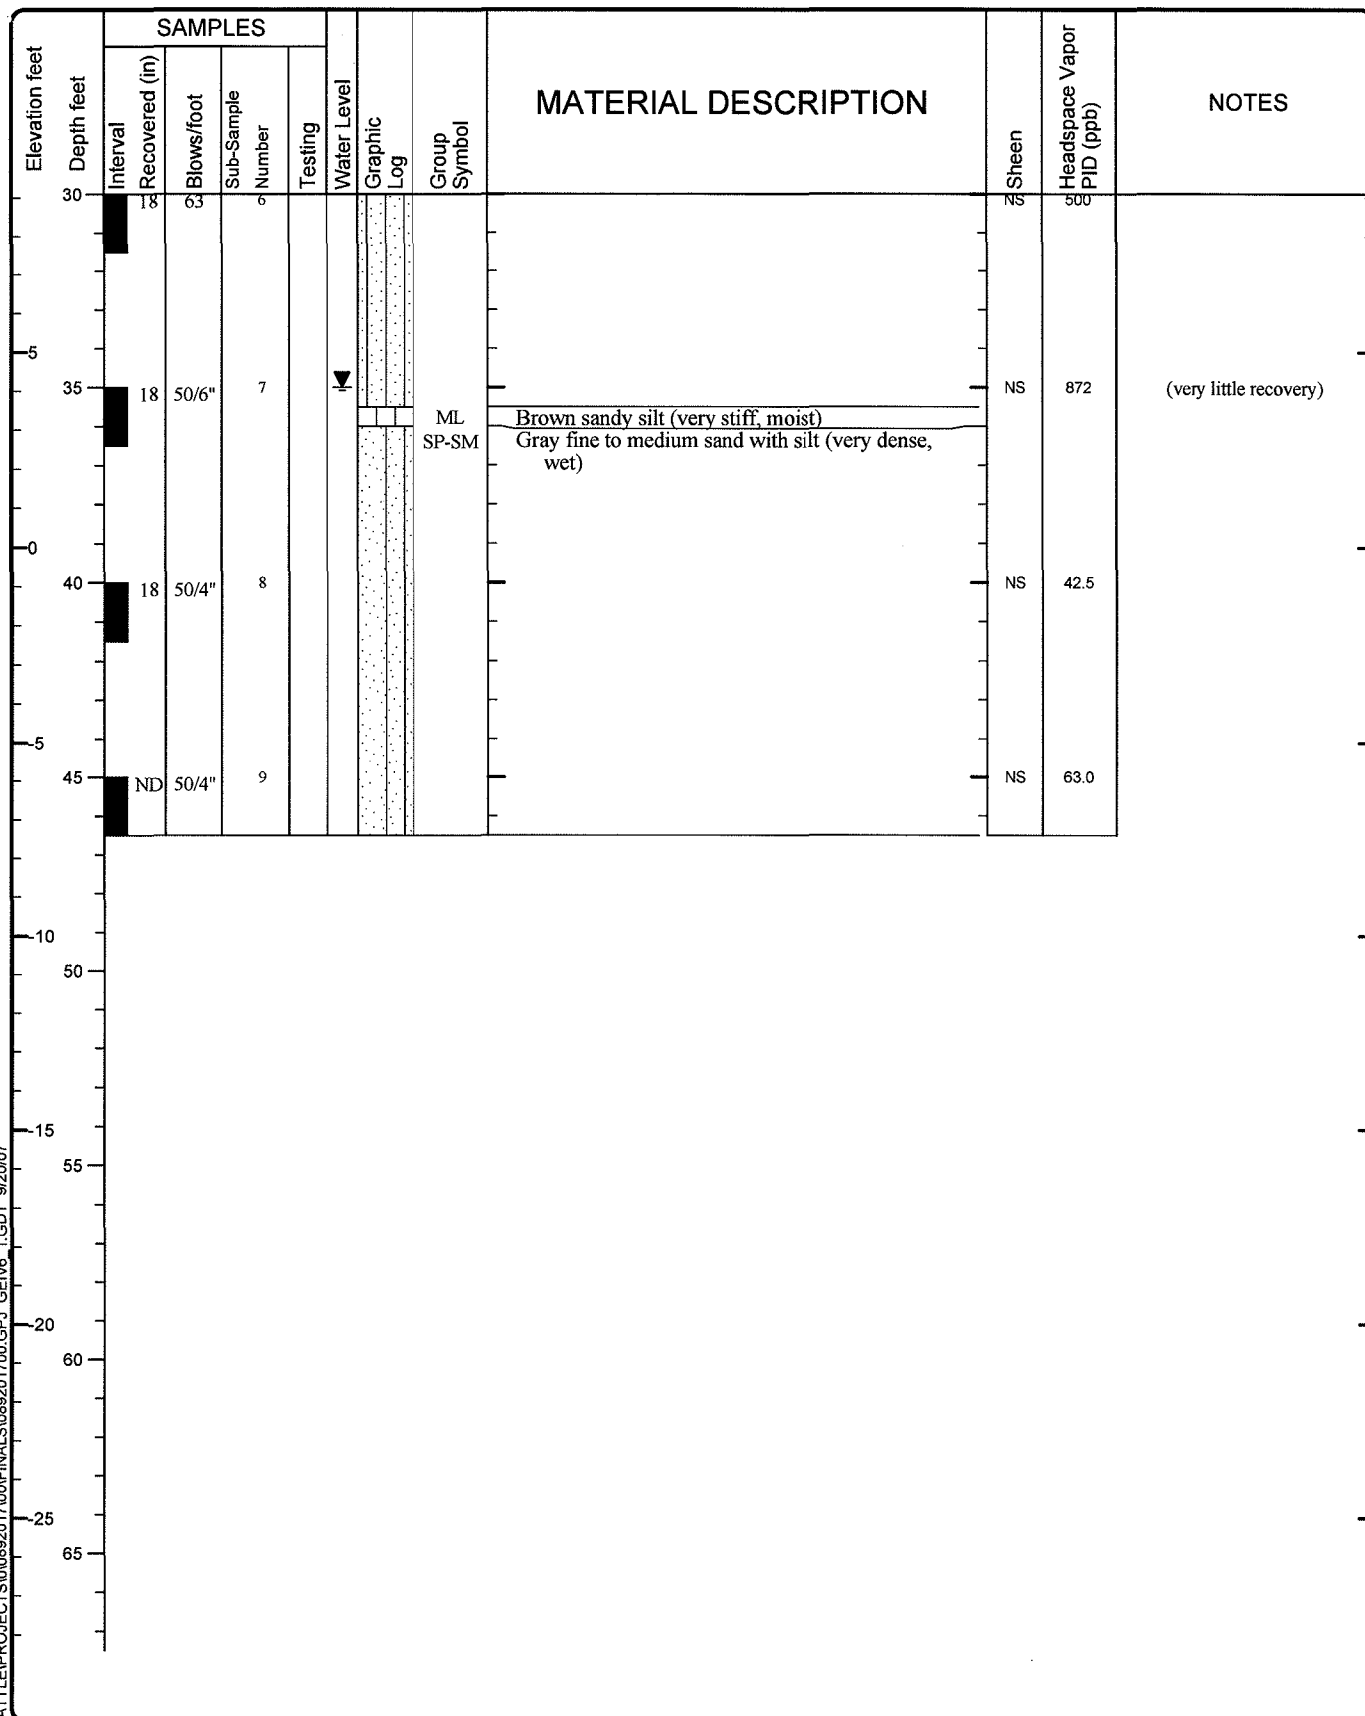 SAMPLES
Elevation feet
Depth feet
Interval
Recovered (in)
Blows/foot
Sub-Sample
Number
Testing
Water Level
Graphic
Log
Group
Symbol
MATERIAL DESCRIPTION
Sheen
Headspace Vapor
PID (ppb)
NOTES
30 18 63 6 NS 500
5
35 18 50/6" 7 NS 872 (very little recovery)
ML Brown sandy silt (very stiff, moist)
SP-SM Gray fine to medium sand with silt (very dense,
wet)
0
40 18 50/4" 8 NS 42.5
-5
45 ND 50/4" 9 NS 63.0
-10
50
-15
55
-20
60
-25
65